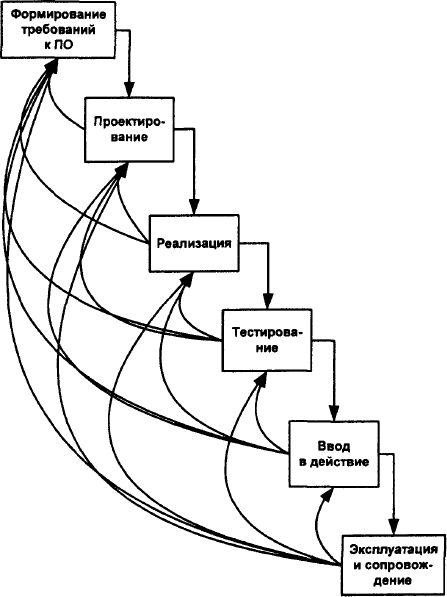 Формирование
требований
к ПО
Проектиро-
вание
Реализация
Тестирова-
ние
Ввод
в действие
Эксплуатация
и сопровож-
дение